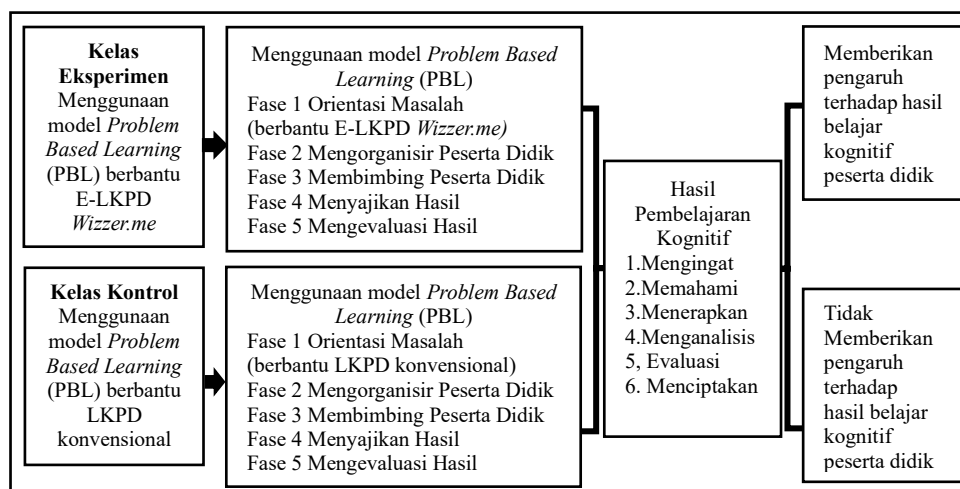 Kelas
Eksperimen
Menggunakan
model Problem
Based Learning
(PBL) berbantu
E-LKPD
Wizzer.me
Menggunaan model Problem Based
Learning (PBL)
Fase 1 Orientasi Masalah
(berbantu E-LKPD Wizzer.me)
Fase 2 Mengorganisir Peserta Didik
Fase 3 Membimbing Peserta Didik
Fase 4 Menyajikan Hasil
Fase 5 Mengevaluasi Hasil
Kelas Kontrol
Menggunaan
model Problem
Based Learning
(PBL) berbantu
LKPD
konvensional
Menggunaan model Problem Based
Learning (PBL)
Fase 1 Orientasi Masalah
(berbantu LKPD konvensional)
Fase 2 Mengorganisir Peserta Didik
Fase 3 Membimbing Peserta Didik
Fase 4 Menyajikan Hasil
Fase 5 Mengevaluasi Hasil
Hasil
Pembelajaran
Kognitif
1.Mengingat
2.Memahami
3.Menerapkan
4.Menganalisis
5, Evaluasi
6. Menciptakan
Memberikan
pengaruh
terhadap hasil
belajar
kognitif
peserta didik
Tidak
Memberikan
pengaruh
terhadap
hasil belajar
kognitif
peserta didik